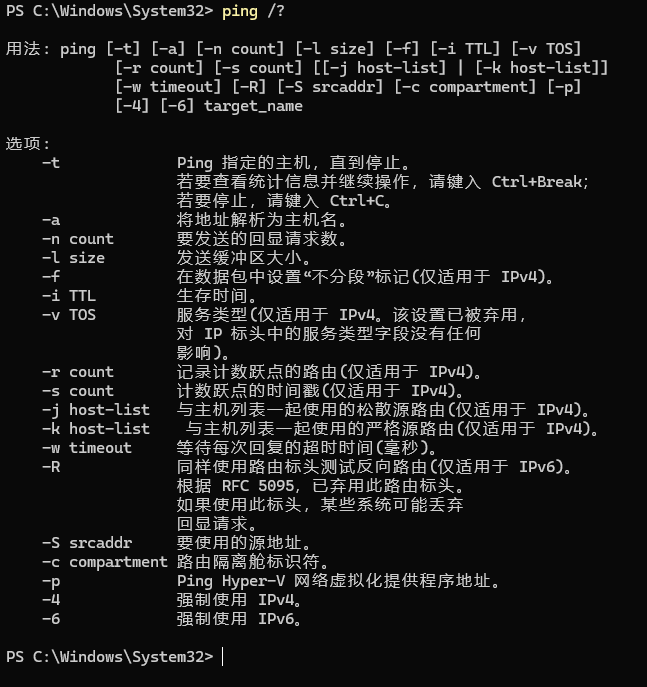 PS C:\Windows\System32> ping /?
用法: ping [-t] [-a] [-n count] [-l size] [-f] [-i TTL] [-v TOS]
[-r count] [-s count] [[-j host-list] | [-k host-list]]
[-w timeout] [-R] [-S srcaddr] [-c compartment] [-p]
[-4] [-6] target_name
选项:
-t Ping 指定的主机，直到停止。
若要查看统计信息并继续操作，请键入 Ctrl+Break;
若要停止，请键入 Ctrl+C。
-a 将地址解析为主机名。
-n count 要发送的回显请求数。
-l size 发送缓冲区大小。
-f 在数据包中设置“不分段”标记(仅适用于 IPv4)。
-i TTL 生存时间。
-v TOS 服务类型(仅适用于 IPv4。该设置已被弃用，
对 IP 标头中的服务类型字段没有任何
影响)。
-r count 记录计数跃点的路由(仅适用于 IPv4)。
-s count 计数跃点的时间戳(仅适用于 IPv4)。
-j host-list 与主机列表一起使用的松散源路由(仅适用于 IPv4)。
-k host-list 与主机列表一起使用的严格源路由(仅适用于 IPv4)。
-w timeout 等待每次回复的超时时间(毫秒)。
-R 同样使用路由标头测试反向路由(仅适用于 IPv6)。
根据 RFC 5095，已弃用此路由标头。
如果使用此标头，某些系统可能丢弃
回显请求。
-S srcaddr 要使用的源地址。
-c compartment 路由隔离舱标识符。
-p Ping Hyper-V 网络虚拟化提供程序地址。
-4 强制使用 IPv4。
-6 强制使用 IPv6。
PS C:\Windows\System32>